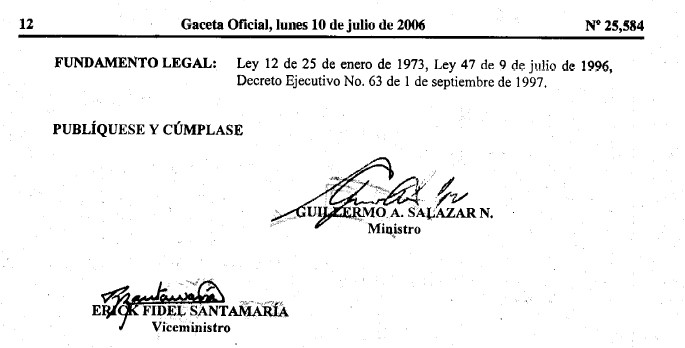 12 Gaceta Oficial, lunes 10 de julio de 2006 Nº 25,584
FUNDAMENTO LEGAL: Ley 12 de 25 de enero de 1973, Ley 47 de 9 de julio de 1996,
Decreto Ejecutivo No. 63 de 1 de septiembre de 1997.
PUBLÍQUESE Y CÚMPLASE
GUILLERMO A. SALAZAR N.
Ministro
ERICK FIDEL SANTAMARÍA
Viceministro